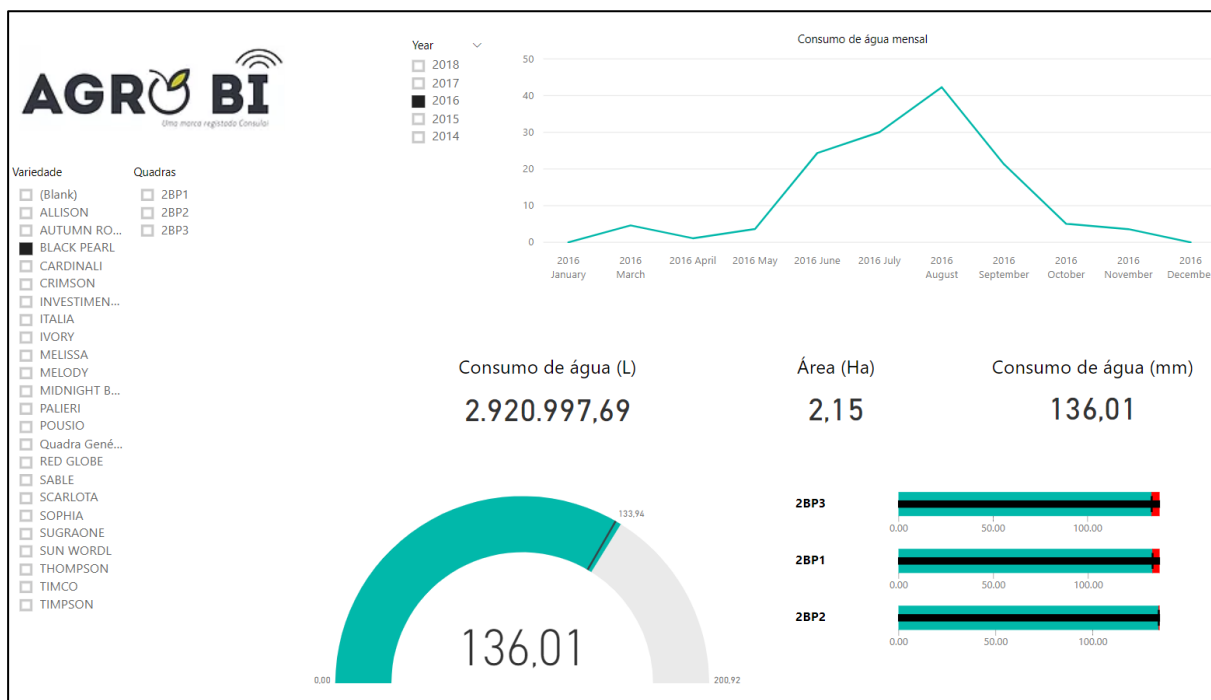 AGRO BI
Uma marca registada Consulai
Year
2018
2017
2016
2015
2014
Variedade
(Blank)
ALLISON
AUTUMN RO...
BLACK PEARL
CARDINALI
CRIMSON
INVESTIMEN...
ITALIA
IVORY
MELISSA
MELODY
MIDNIGHT B...
PALIERI
POUSIO
Quadra Gené...
RED GLOBE
SABLE
SCARLOTA
SOPHIA
SUGRAONE
SUN WORDL
THOMPSON
TIMCO
TIMPSON
Quadras
2BP1
2BP2
2BP3
Consumo de água mensal
50
40
30
20
10
0
2016 January
2016 March
2016 April
2016 May
2016 June
2016 July
2016 August
2016 September
2016 October
2016 November
2016 Decembe
Consumo de água (L)
2.920.997,69
Área (Ha)
2,15
Consumo de água (mm)
136,01
133,94
136,01
0,00
200,92
2BP3
0.00 50.00 100.00
2BP1
0.00 50.00 100.00
2BP2
0.00 50.00 100.00